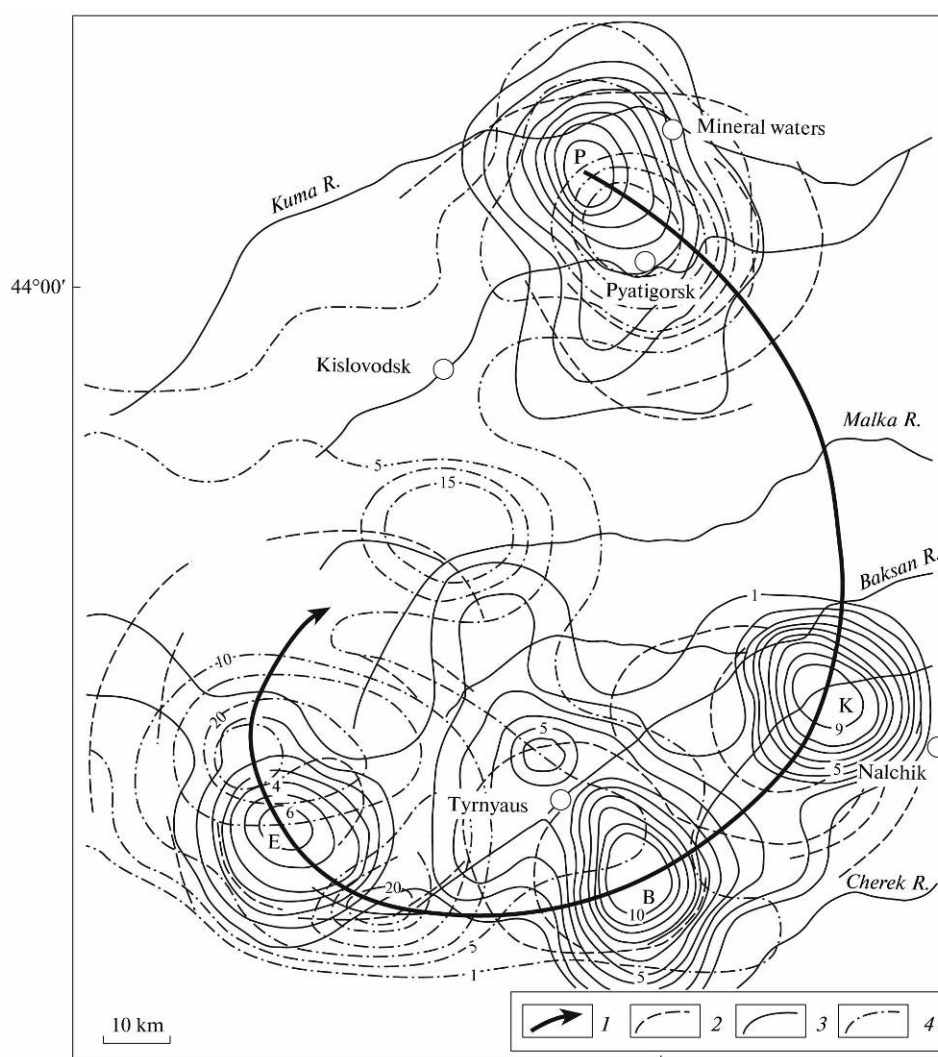 Mineral waters
P
Kuma R.
44°00′
Pyatigorsk
Kislovodsk
Malka R.
5
15
Baksan R.
1
10
K
20
9
5
5
Nalchik
4
Tyrnyaus
6
E
20
B
Cherek R.
10
5
5
1
10 km
1 2 3 4